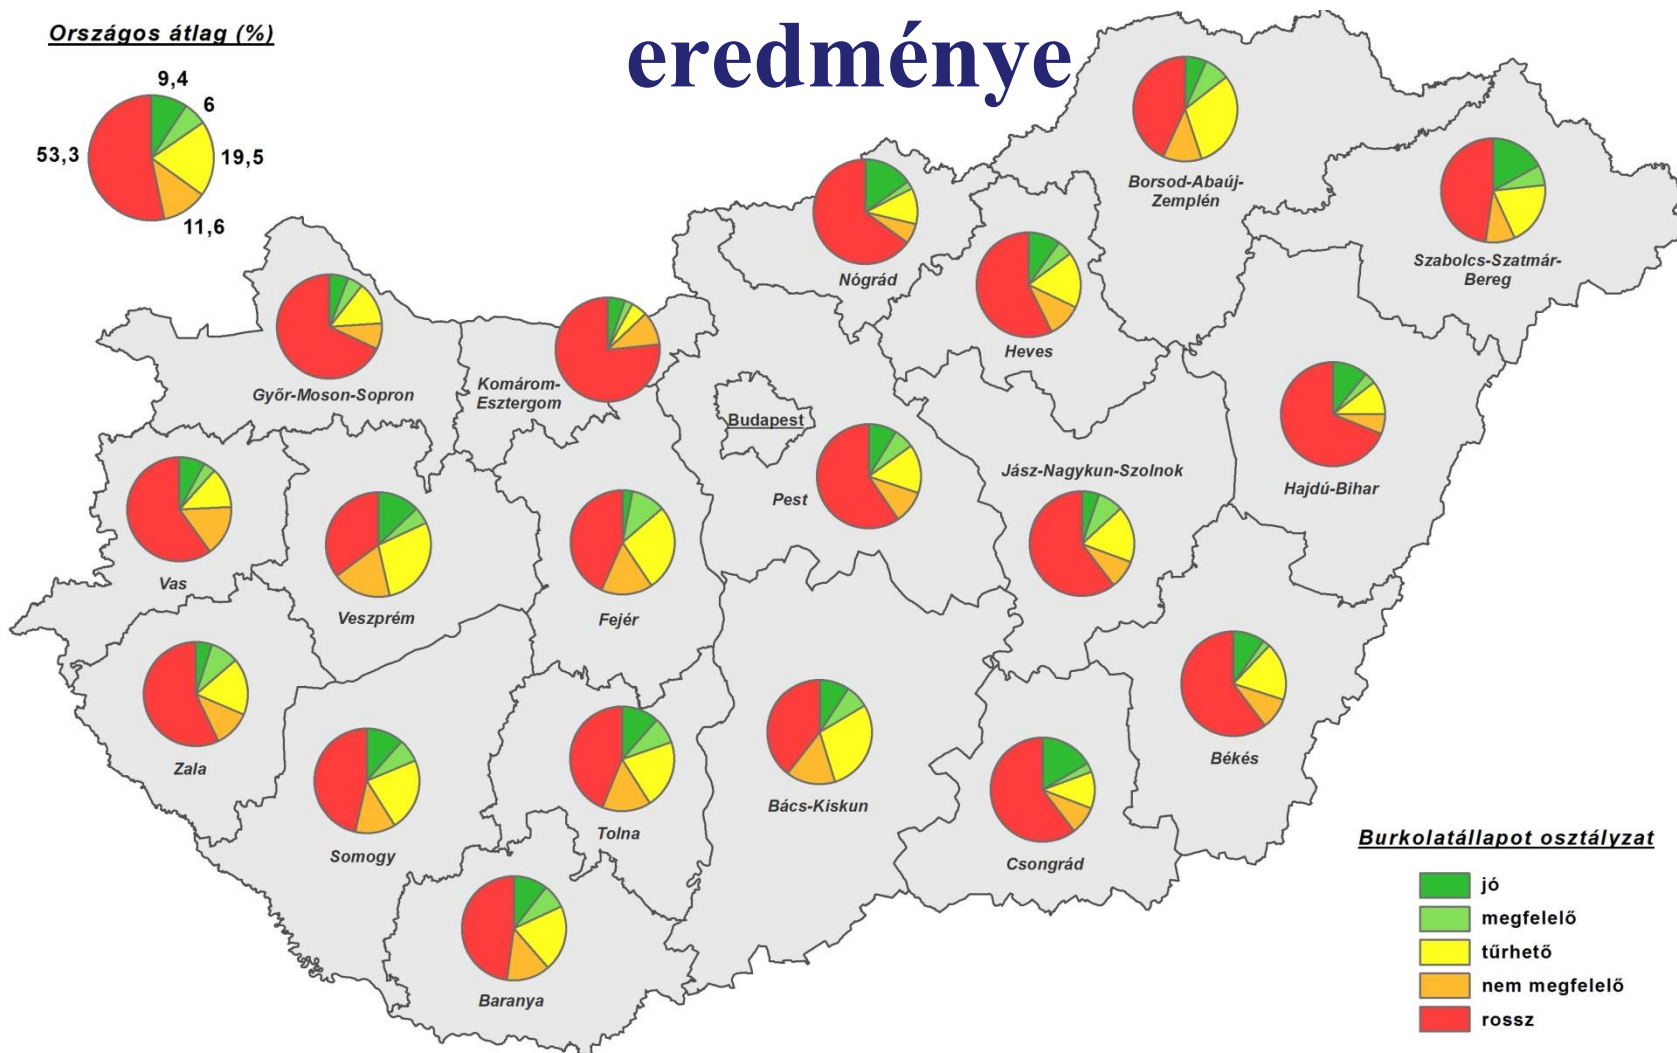 eredménye
Országos átlag (%)
9,4
6
53,3
19,5
11,6
Borsod-Abaúj-
Zemplén
Szabolcs-Szatmár-
Bereg
Nógrád
Heves
Győr-Moson-Sopron
Komárom-
Esztergom
Budapest
Jász-Nagykun-Szolnok
Hajdú-Bihar
Pest
Vas
Veszprém
Fejér
Zala
Békés
Bács-Kiskun
Tolna
Somogy
Csongrád
Baranya
Burkolatállapot osztályzat
jó
megfelelő
tűrhető
nem megfelelő
rossz